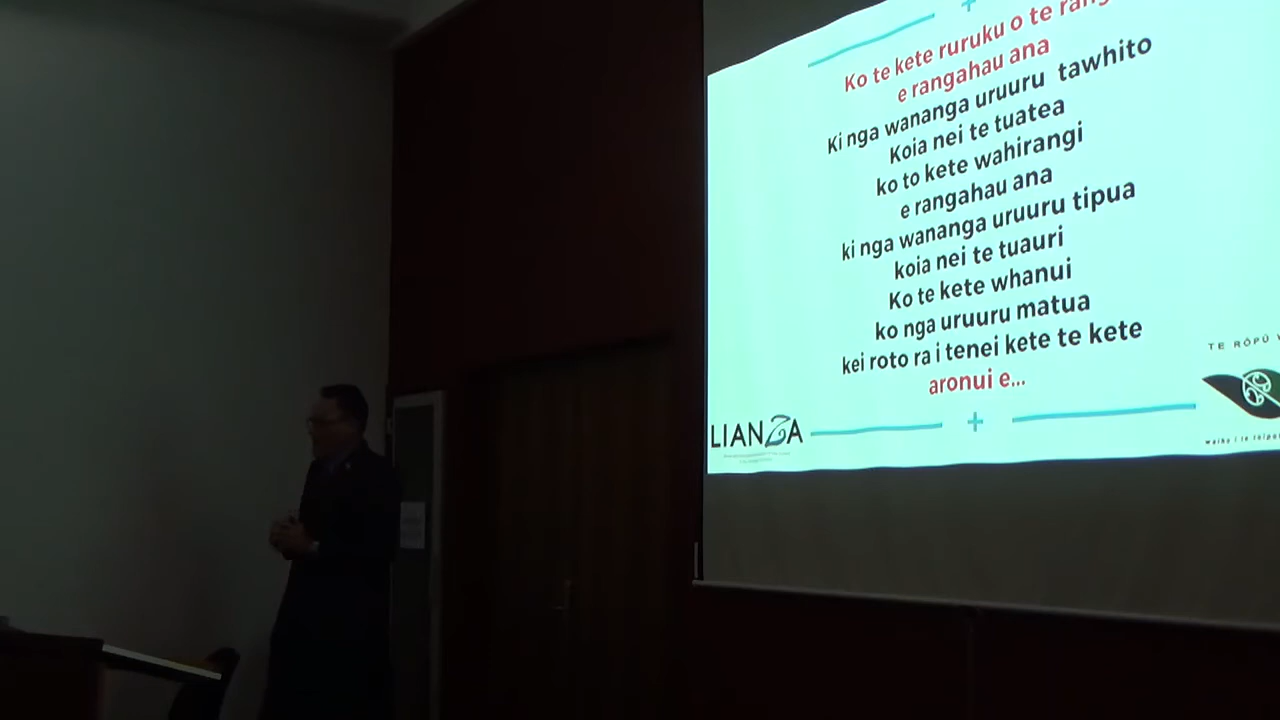 Ko te kete ruruku o te
e rangahau ana
Ki nga wananga uruuru tawhito
Koia nei te tuatea
ko to kete wahirangi
e rangahau ana
ki nga wananga uruuru tipua
koia nei te tuauri
Ko te kete whanui
ko nga uruuru matua
kei roto ra i tenei kete te kete
aronui e...
LIANZA
TE RŌPŪ